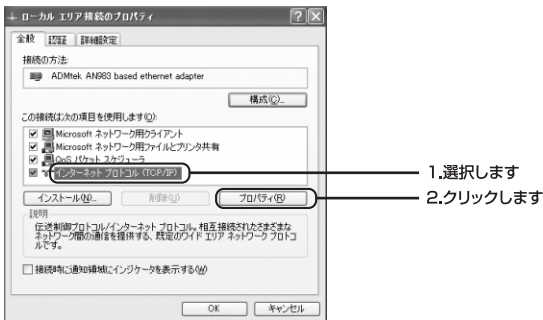 ローカル エリア接続のプロパティ
全般 認証 詳細設定
接続の方法:
ADMtek AN983 based ethernet adapter
構成(C)...
この接続は次の項目を使用します(O):
Microsoft ネットワーク用クライアント
Microsoft ネットワーク用ファイルとプリンタ共有
QoS パケット スケジューラ
インターネット プロトコル (TCP/IP)
1.選択します
インストール(N)... 削除(U) プロパティ(R)
2.クリックします
説明
伝送制御プロトコル/インターネット プロトコル。相互接続されたさまざまな
ネットワーク間の通信を提供する、既定のワイド エリア ネットワーク プロトコ
ルです。
接続時に通知領域にインジケータを表示する(W)
OK キャンセル